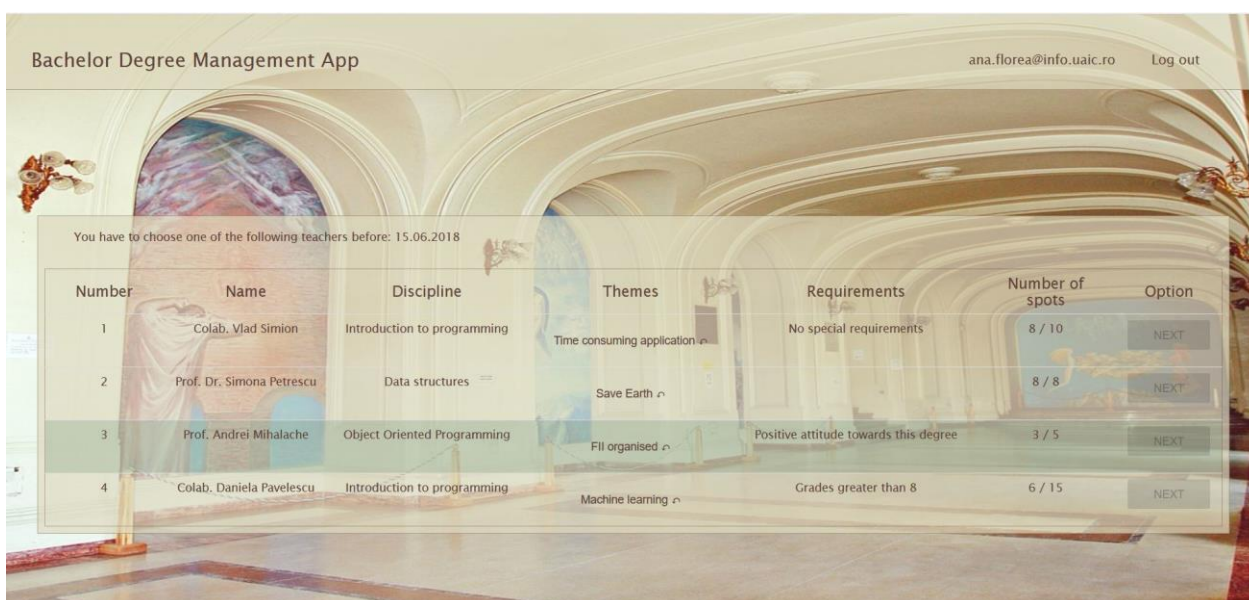 Bachelor Degree Management App
ana.florea@info.uaic.ro Log out
You have to choose one of the following teachers before: 15.06.2018
Number Name Discipline Themes Requirements Number of spots Option
1 Colab. Vlad Simion Introduction to programming Time consuming application No special requirements 8 / 10 NEXT
2 Prof. Dr. Simona Petrescu Data structures Save Earth 8 / 8 NEXT
3 Prof. Andrei Mihalache Object Oriented Programming FII organised Positive attitude towards this degree 3 / 5 NEXT
4 Colab. Daniela Pavelescu Introduction to programming Machine learning Grades greater than 8 6 / 15 NEXT